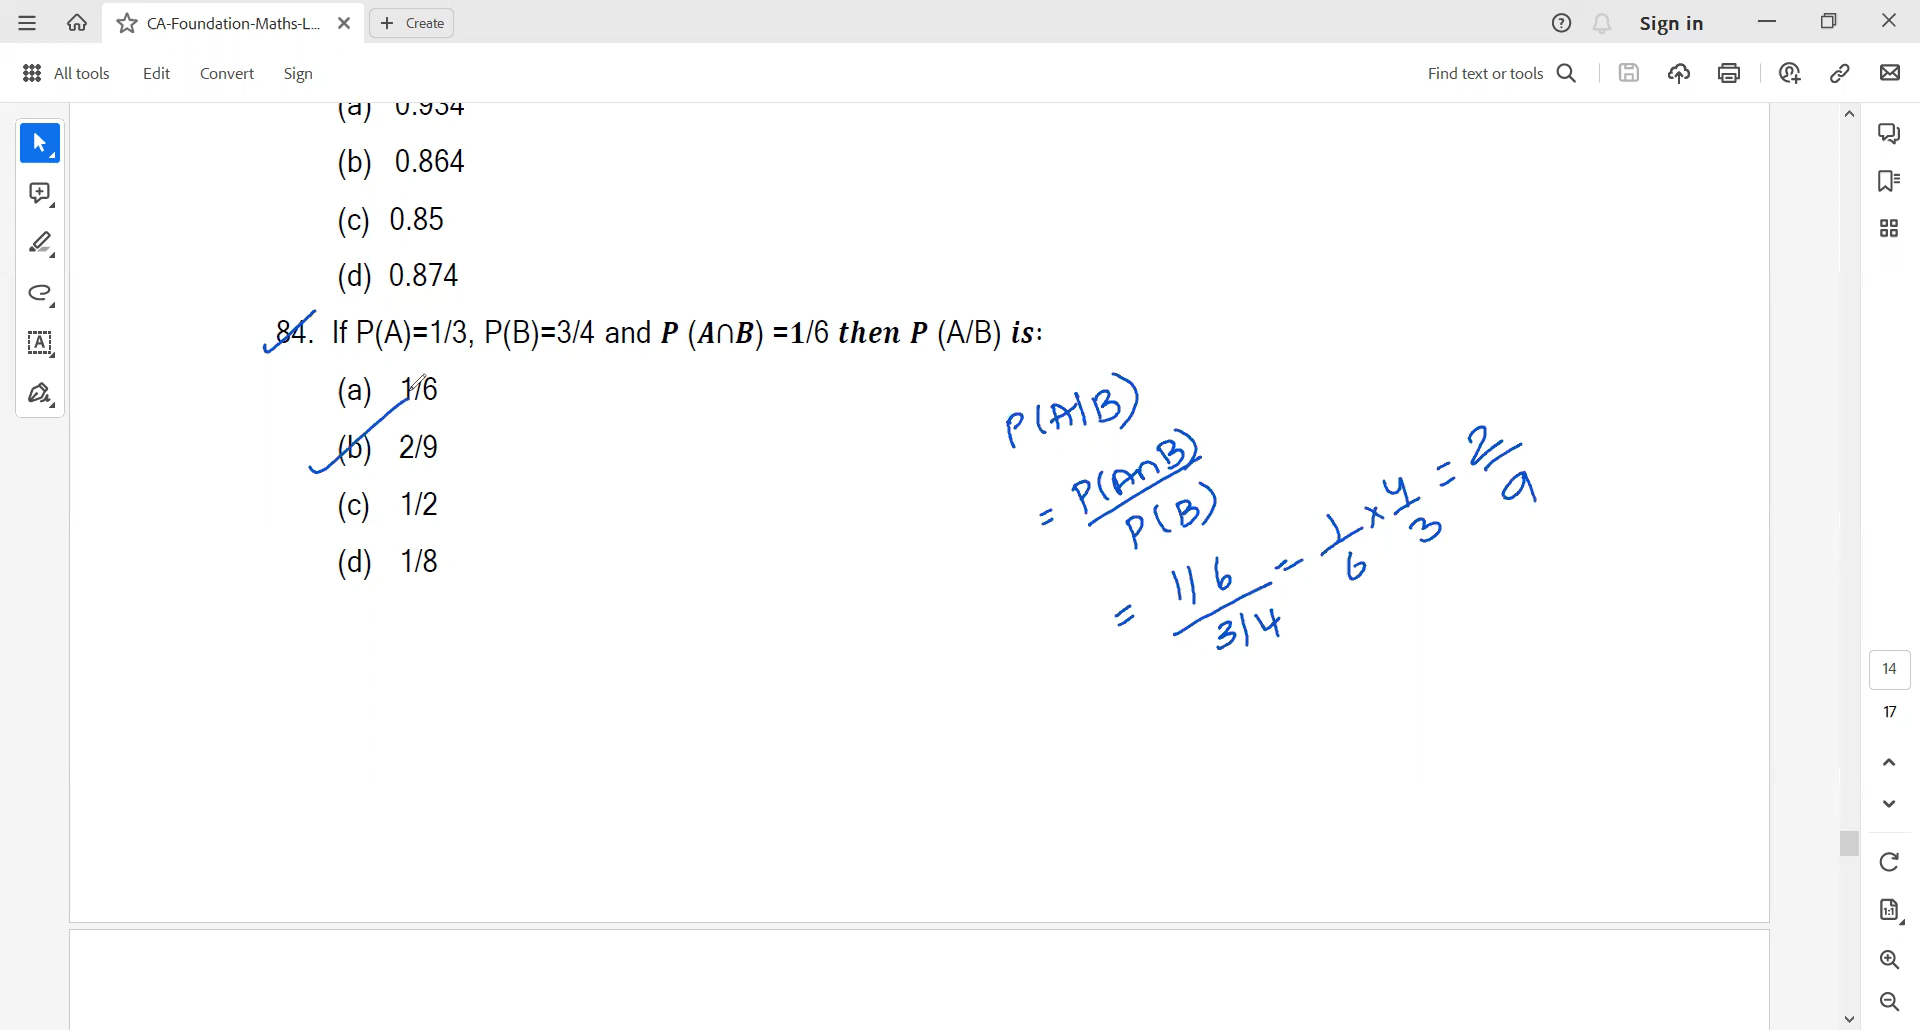 CA-Foundation-Maths-L...
Create
Sign in
All tools
Edit
Convert
Sign
Find text or tools
(a) 0.934
(b) 0.864
(c) 0.85
(d) 0.874
84. If P(A)=1/3, P(B)=3/4 and P (A∩B) =1/6 then P (A/B) is:
(a) 1/6
(b) 2/9
(c) 1/2
(d) 1/8
P(A|B)
= P(A∩B)/P(B)
= 1/6 / 3/4 = 1/6 × 4/3 = 2/9
14
17